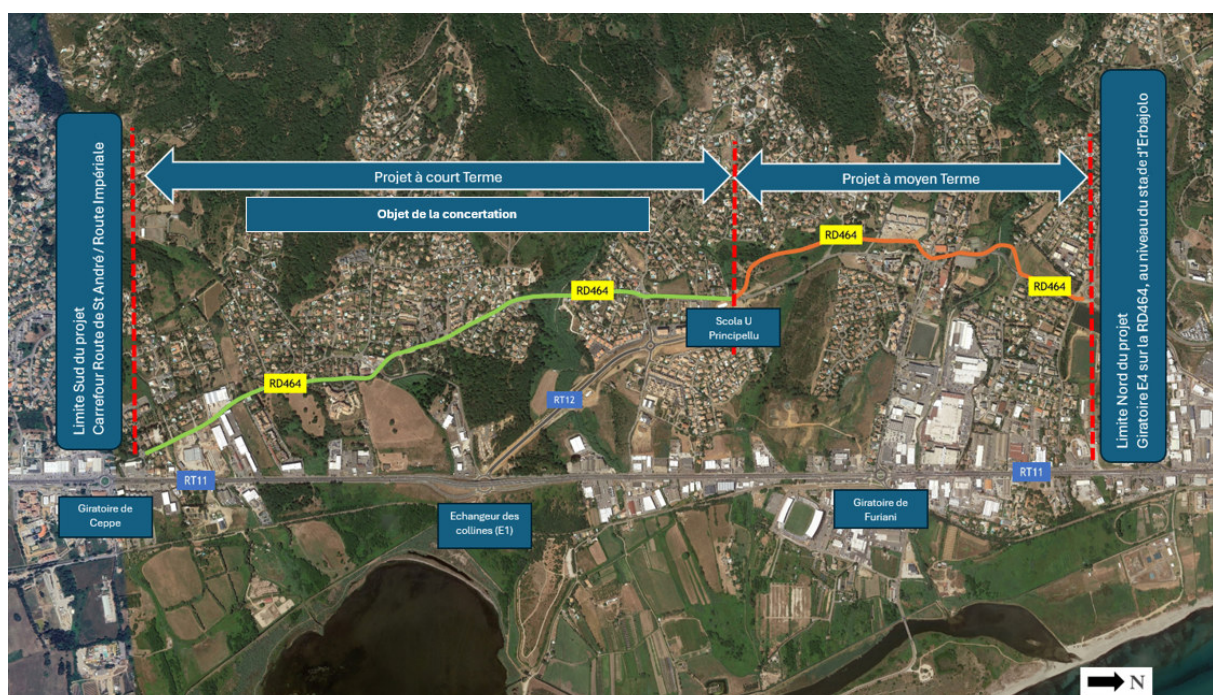 Limite Sud du projet
Carrefour Route de St André / Route Impériale
Projet à court Terme
Objet de la concertation
Projet à moyen Terme
Limite Nord du projet
Giratoire E4 sur la RD464, au niveau du stade d'Erbajolo
RD464
RD464
RD464
RD464
Scola U
Principellu
RT12
RT11
RT11
Giratoire de
Ceppe
Echangeur des
collines (E1)
Giratoire de
Furiani
N